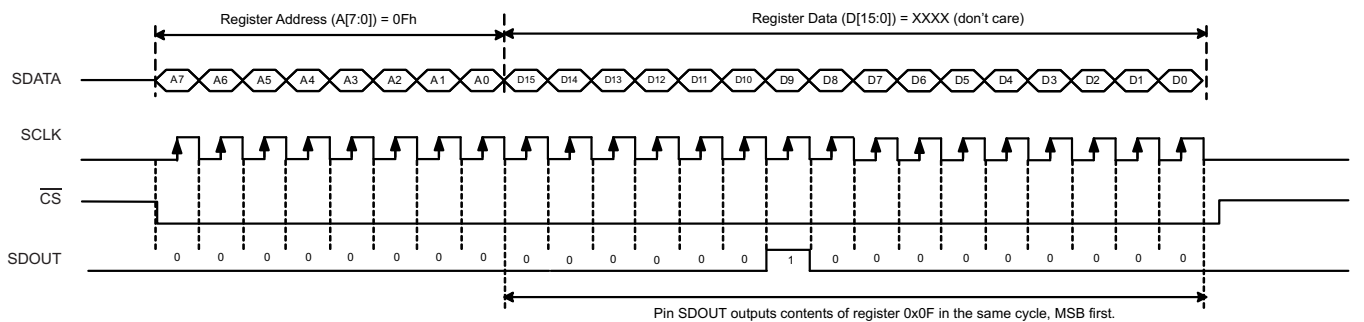 Register Address (A[7:0]) = 0Fh Register Data (D[15:0]) = XXXX (don't care)
SDATA A7 A6 A5 A4 A3 A2 A1 A0 D15 D14 D13 D12 D11 D10 D9 D8 D7 D6 D5 D4 D3 D2 D1 D0
SCLK
CS
SDOUT 0 0 0 0 0 0 0 0 0 0 0 0 0 0 1 0 0 0 0 0 0 0 0 0
Pin SDOUT outputs contents of register 0x0F in the same cycle, MSB first.